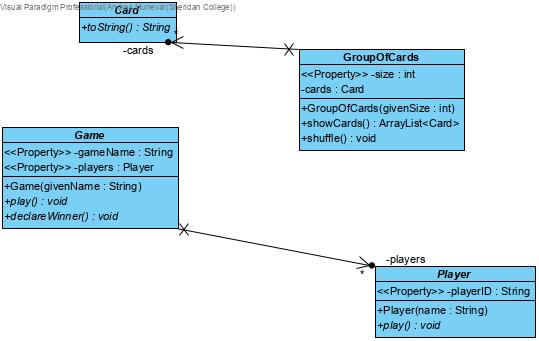 Visual Paradigm Professional(Andres Munevar(Sheridan College))
Card
+toString() : String
*
-cards
GroupOfCards
<<Property>> -size : int
-cards : Card
+GroupOfCards(givenSize : int)
+showCards() : ArrayList<Card>
+shuffle() : void
Game
<<Property>> -gameName : String
<<Property>> -players : Player
+Game(givenName : String)
+play() : void
+declareWinner() : void
-players
*
Player
<<Property>> -playerID : String
+Player(name : String)
+play() : void